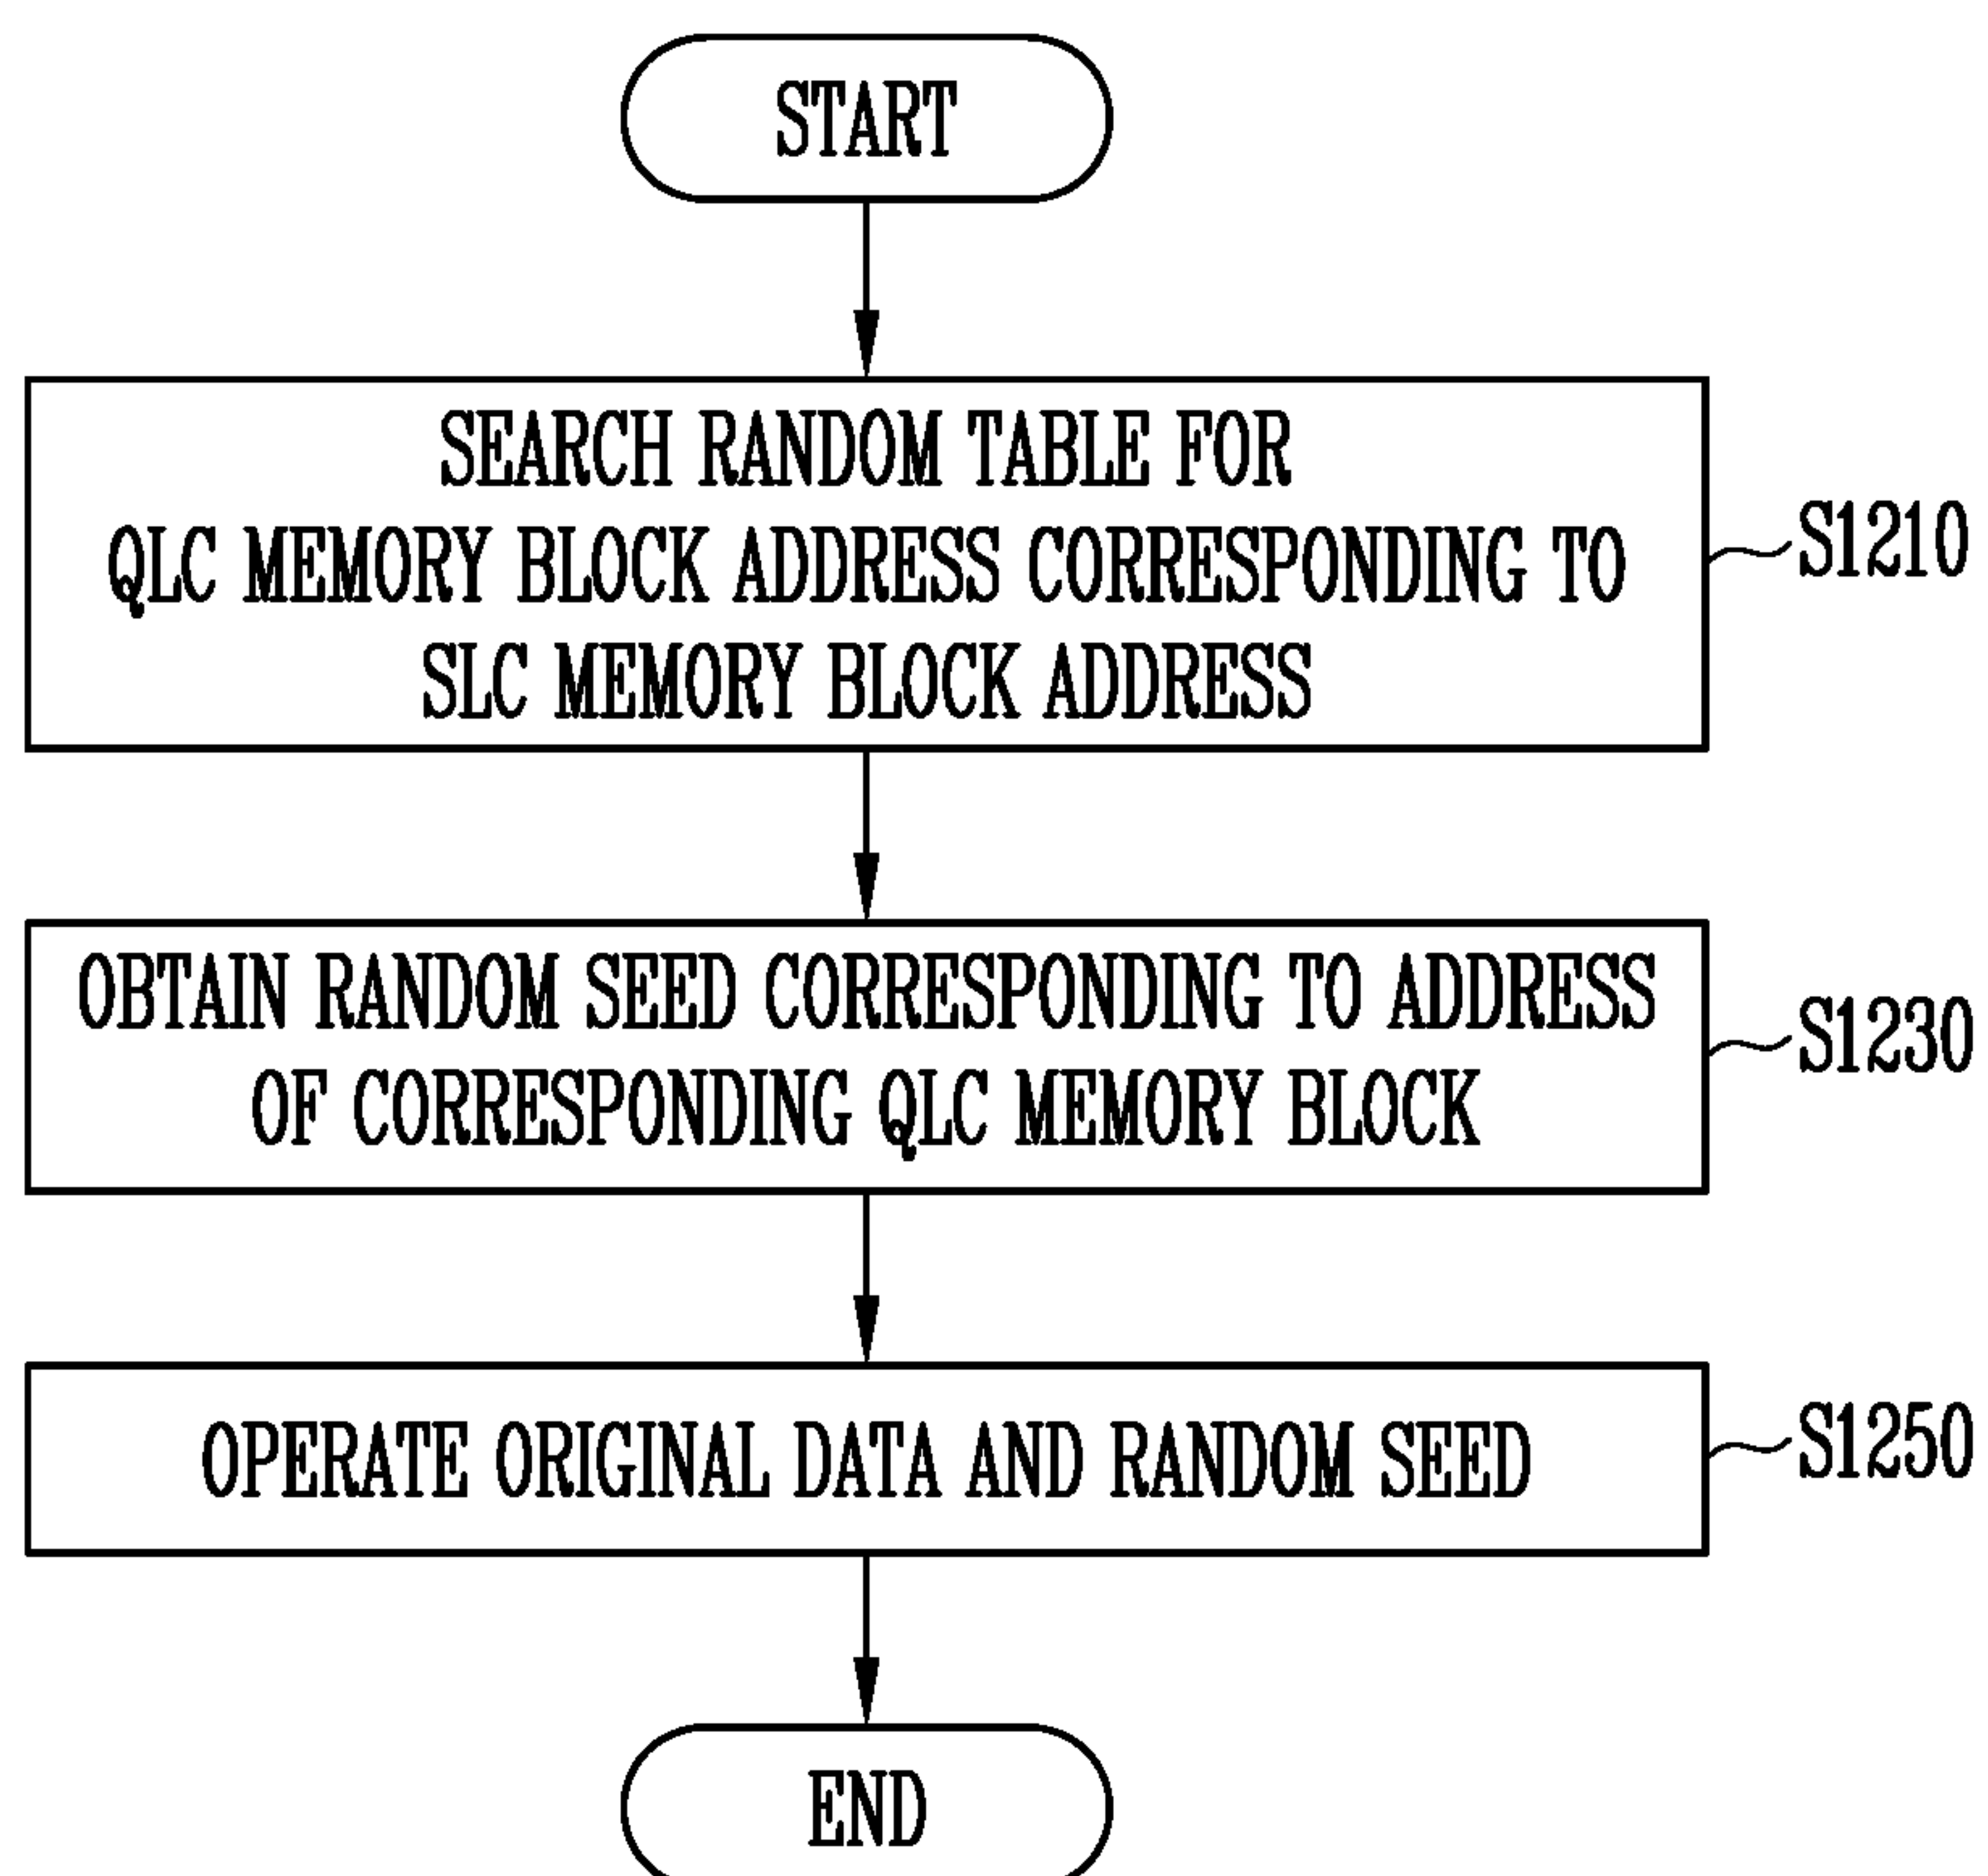 START
SEARCH RANDOM TABLE FOR
QLC MEMORY BLOCK ADDRESS CORRESPONDING TO
SLC MEMORY BLOCK ADDRESS
S1210
OBTAIN RANDOM SEED CORRESPONDING TO ADDRESS
OF CORRESPONDING QLC MEMORY BLOCK
S1230
OPERATE ORIGINAL DATA AND RANDOM SEED
S1250
END